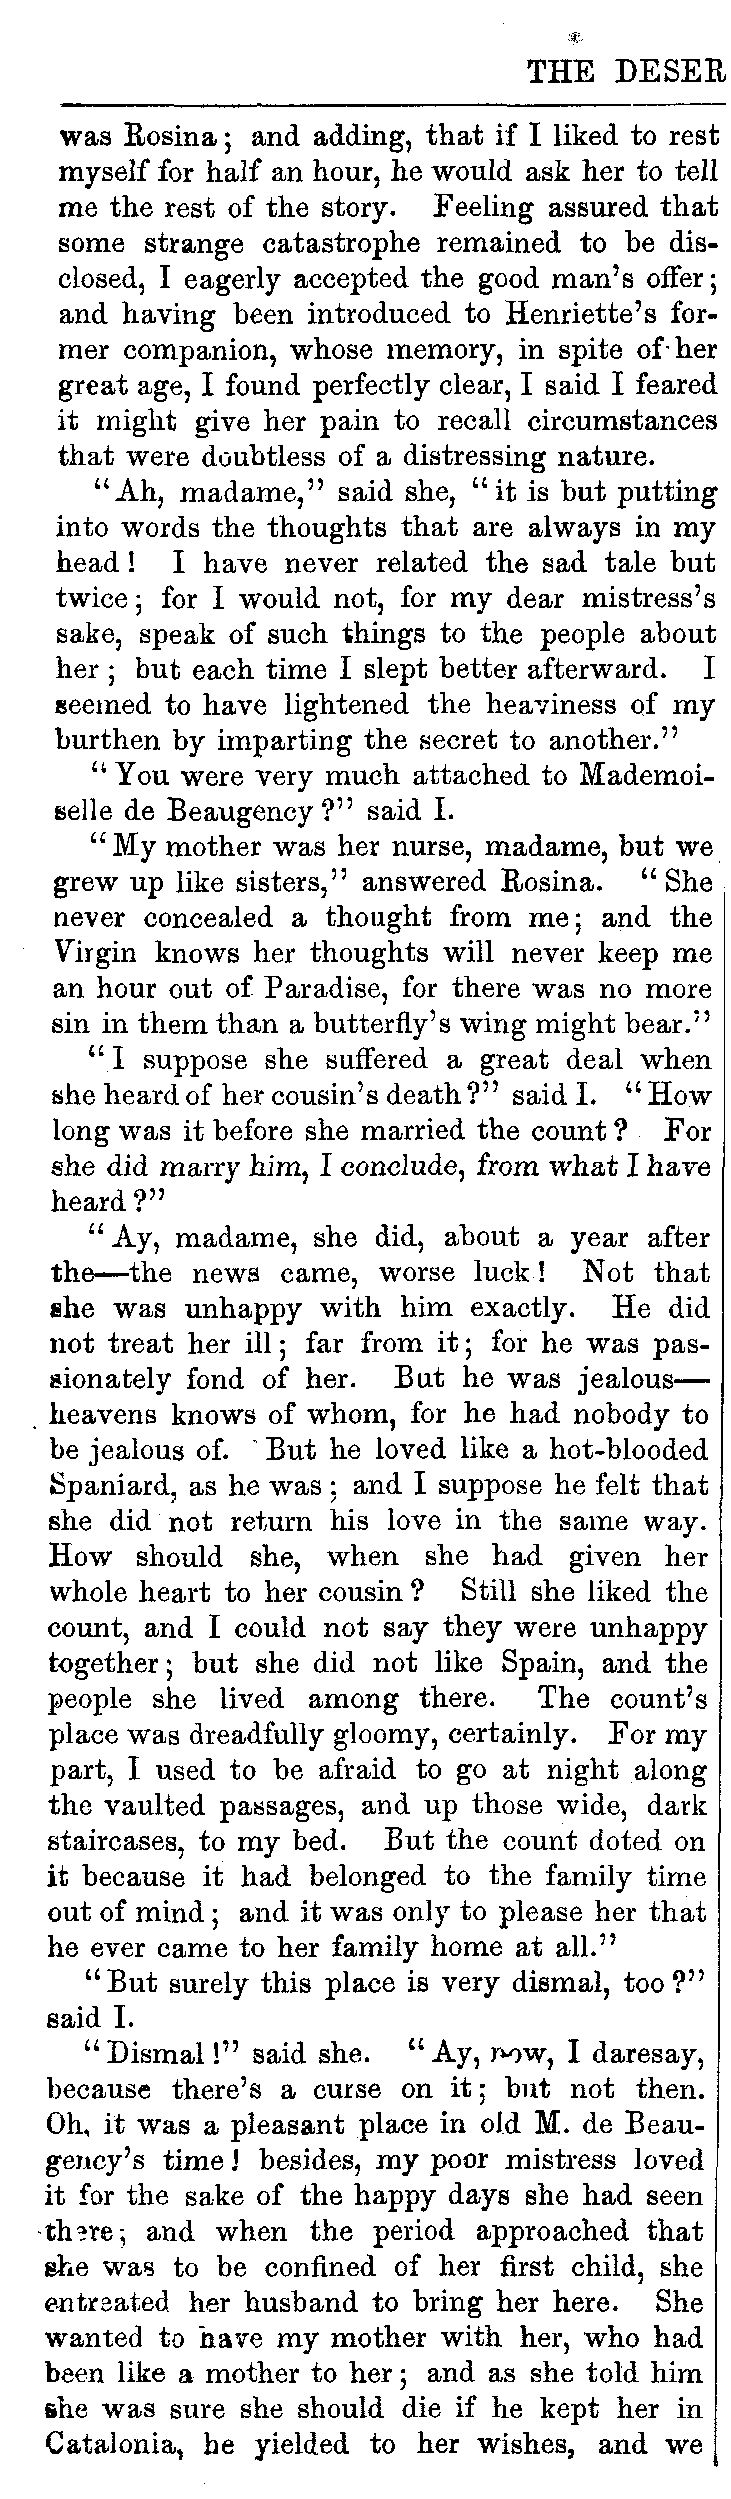 THE DESER
was Rosina; and adding, that if I liked to rest
myself for half an hour, he would ask her to tell
me the rest of the story. Feeling assured that
some strange catastrophe remained to be dis-
closed, I eagerly accepted the good man's offer;
and having been introduced to Henriette's for-
mer companion, whose memory, in spite of her
great age, I found perfectly clear, I said I feared
it might give her pain to recall circumstances
that were doubtless of a distressing nature.
"Ah, madame," said she, "it is but putting
into words the thoughts that are always in my
head! I have never related the sad tale but
twice; for I would not, for my dear mistress's
sake, speak of such things to the people about
her; but each time I slept better afterward. I
seemed to have lightened the heaviness of my
burthen by imparting the secret to another."
"You were very much attached to Mademoi-
selle de Beaugency?" said I.
"My mother was her nurse, madame, but we
grew up like sisters," answered Rosina. "She
never concealed a thought from me; and the
Virgin knows her thoughts will never keep me
an hour out of Paradise, for there was no more
sin in them than a butterfly's wing might bear."
"I suppose she suffered a great deal when
she heard of her cousin's death?" said I. "How
long was it before she married the count? For
she did marry him, I conclude, from what I have
heard?"
"Ay, madame, she did, about a year after
the—the news came, worse luck! Not that
she was unhappy with him exactly. He did
not treat her ill; far from it; for he was pas-
sionately fond of her. But he was jealous—
heavens knows of whom, for he had nobody to
be jealous of. But he loved like a hot-blooded
Spaniard, as he was; and I suppose he felt that
she did not return his love in the same way.
How should she, when she had given her
whole heart to her cousin? Still she liked the
count, and I could not say they were unhappy
together; but she did not like Spain, and the
people she lived among there. The count's
place was dreadfully gloomy, certainly. For my
part, I used to be afraid to go at night along
the vaulted passages, and up those wide, dark
staircases, to my bed. But the count doted on
it because it had belonged to the family time
out of mind; and it was only to please her that
he ever came to her family home at all."
"But surely this place is very dismal, too?"
said I.
"Dismal!" said she. "Ay, now, I daresay,
because there's a curse on it; but not then.
Oh, it was a pleasant place in old M. de Beau-
gency's time! besides, my poor mistress loved
it for the sake of the happy days she had seen
there; and when the period approached that
she was to be confined of her first child, she
entreated her husband to bring her here. She
wanted to have my mother with her, who had
been like a mother to her; and as she told him
she was sure she should die if he kept her in
Catalonia, he yielded to her wishes, and we